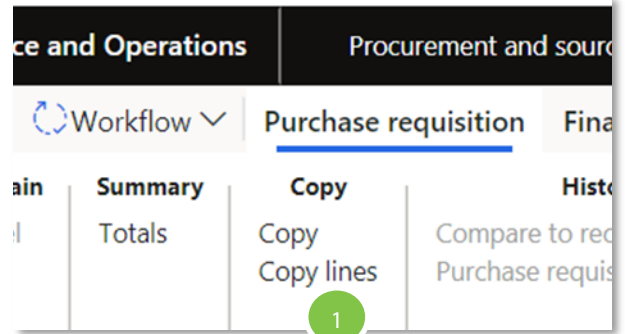 ce and Operations Procurement and sourc
Workflow Purchase requisition Fina
ain Summary Copy Histo
l Totals Copy Compare to rec
Copy lines Purchase requis
1